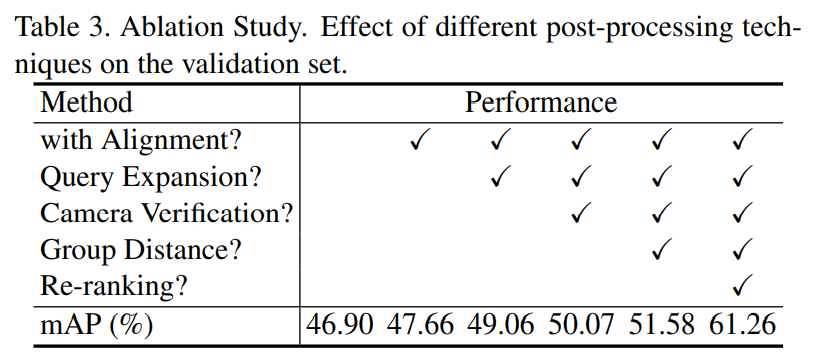 Table 3. Ablation Study. Effect of different post-processing tech-
niques on the validation set.
Method Performance
with Alignment? ✓ ✓ ✓ ✓ ✓
Query Expansion? ✓ ✓ ✓ ✓
Camera Verification? ✓ ✓ ✓
Group Distance? ✓ ✓
Re-ranking? ✓
mAP (%) 46.90 47.66 49.06 50.07 51.58 61.26